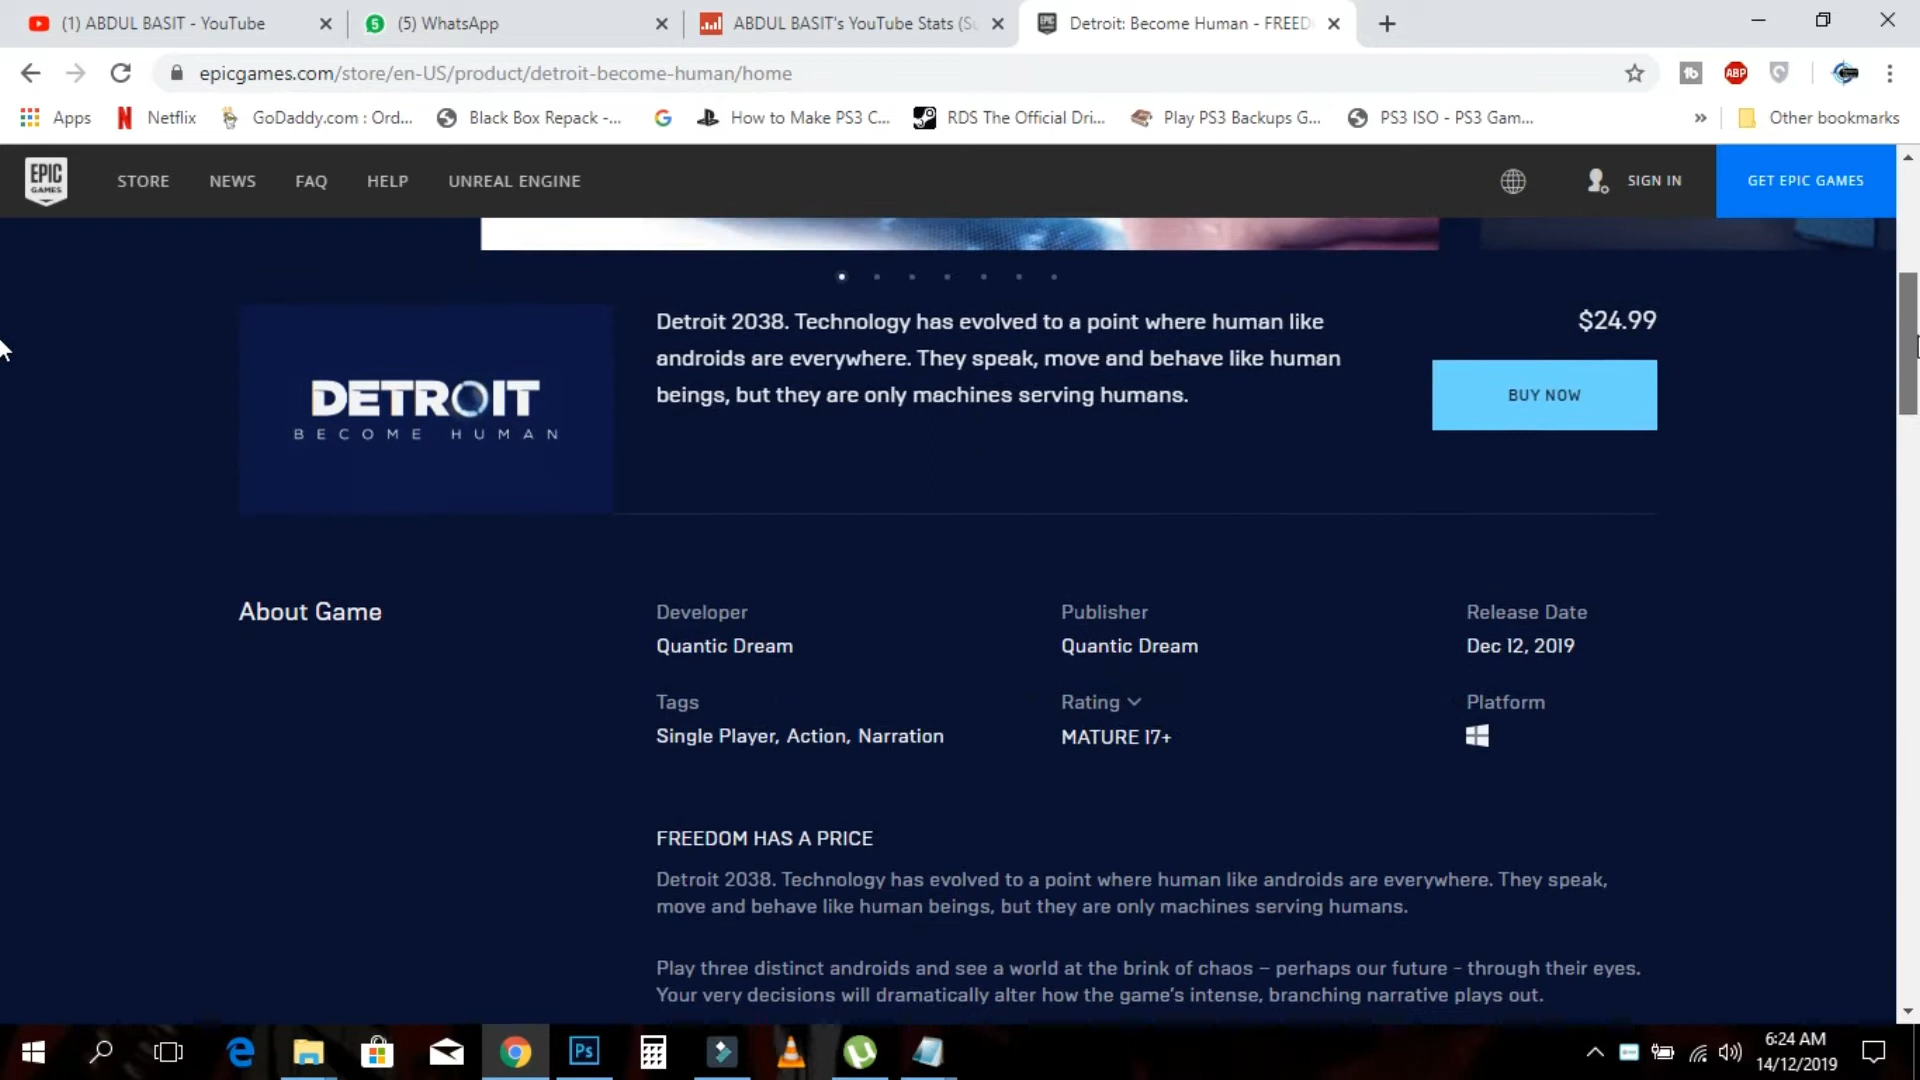 (1) ABDUL BASIT - YouTube
5 (5) WhatsApp
ABDUL BASIT's YouTube Stats (Su
EPIC GAMES Detroit: Become Human - FREED
epicgames.com/store/en-US/product/detroit-become-human/home
tb ABP
Apps Netflix GoDaddy.com : Ord... Black Box Repack -... How to Make PS3 C... RDS The Official Dri... Play PS3 Backups G... PS3 ISO - PS3 Gam... » Other bookmarks
EPIC GAMES STORE NEWS FAQ HELP UNREAL ENGINE SIGN IN GET EPIC GAMES
Detroit 2038. Technology has evolved to a point where human like
androids are everywhere. They speak, move and behave like human
beings, but they are only machines serving humans.
$24.99
BUY NOW
DETROIT
BECOME HUMAN
About Game
Developer
Quantic Dream
Publisher
Quantic Dream
Release Date
Dec 12, 2019
Tags
Single Player, Action, Narration
Rating
MATURE 17+
Platform
FREEDOM HAS A PRICE
Detroit 2038. Technology has evolved to a point where human like androids are everywhere. They speak,
move and behave like human beings, but they are only machines serving humans.
Play three distinct androids and see a world at the brink of chaos – perhaps our future - through their eyes.
Your very decisions will dramatically alter how the game's intense, branching narrative plays out.
Ps
6:24 AM
14/12/2019